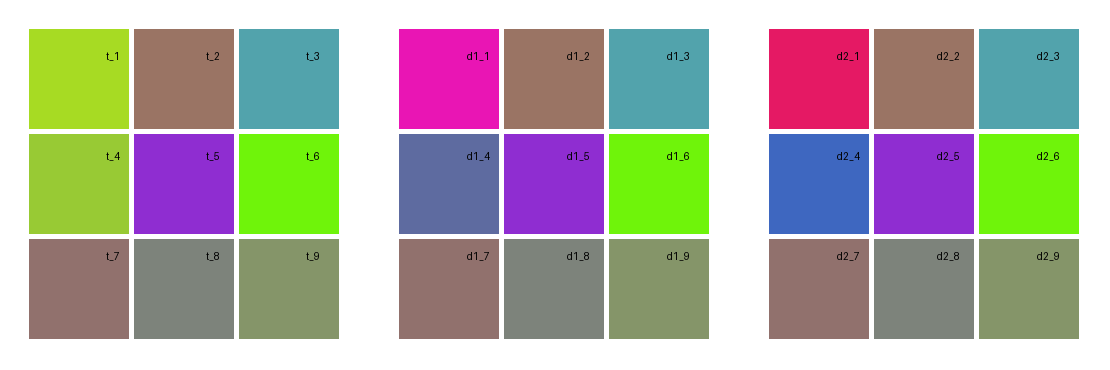 t_1 t_2 t_3 d1_1 d1_2 d1_3 d2_1 d2_2 d2_3
t_4 t_5 t_6 d1_4 d1_5 d1_6 d2_4 d2_5 d2_6
t_7 t_8 t_9 d1_7 d1_8 d1_9 d2_7 d2_8 d2_9